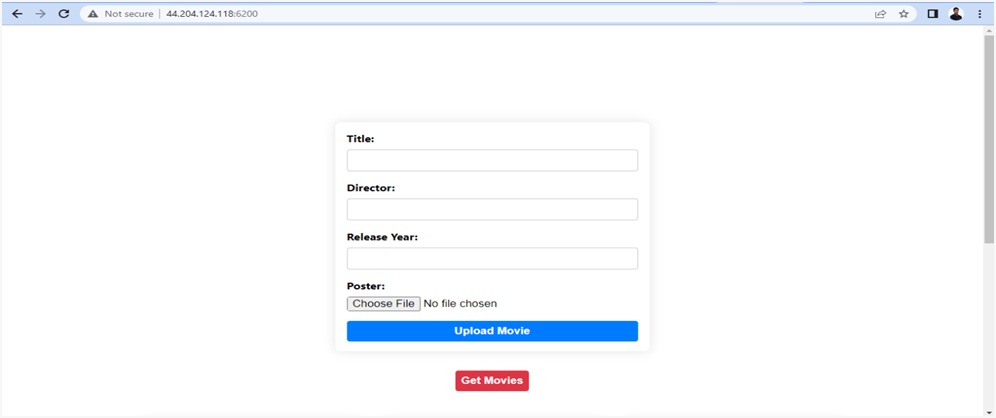 Not secure | 44.204.124.118:6200
Title:
Director:
Release Year:
Poster:
Choose File No file chosen
Upload Movie
Get Movies